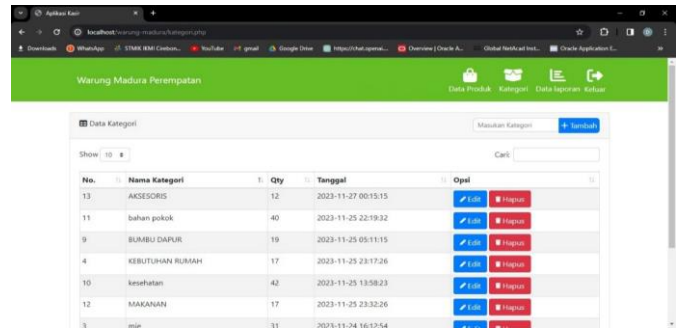 Aplikasi Kasir
localhost/warung-madura/kategori.php
Downloads WhatsApp STMIK IKMI Cirebon... YouTube gmail Google Drive https://chat.openai.... Overview | Oracle A... Global NetAcad Inst... Oracle Application E...
Warung Madura Perempatan
Data Produk Kategori Data laporan Keluar
Data Kategori
Masukan Kategori + Tambah
Show 10
Cari:
No. Nama Kategori Qty Tanggal Opsi
13 AKSESORIS 12 2023-11-27 00:15:15 Edit Hapus
11 bahan pokok 40 2023-11-25 22:19:32 Edit Hapus
9 BUMBU DAPUR 19 2023-11-25 05:11:15 Edit Hapus
4 KEBUTUHAN RUMAH 17 2023-11-25 23:17:26 Edit Hapus
10 kesehatan 42 2023-11-25 13:58:23 Edit Hapus
12 MAKANAN 17 2023-11-25 23:32:26 Edit Hapus
3 mie 31 2023-11-24 16:12:54 Edit Hapus